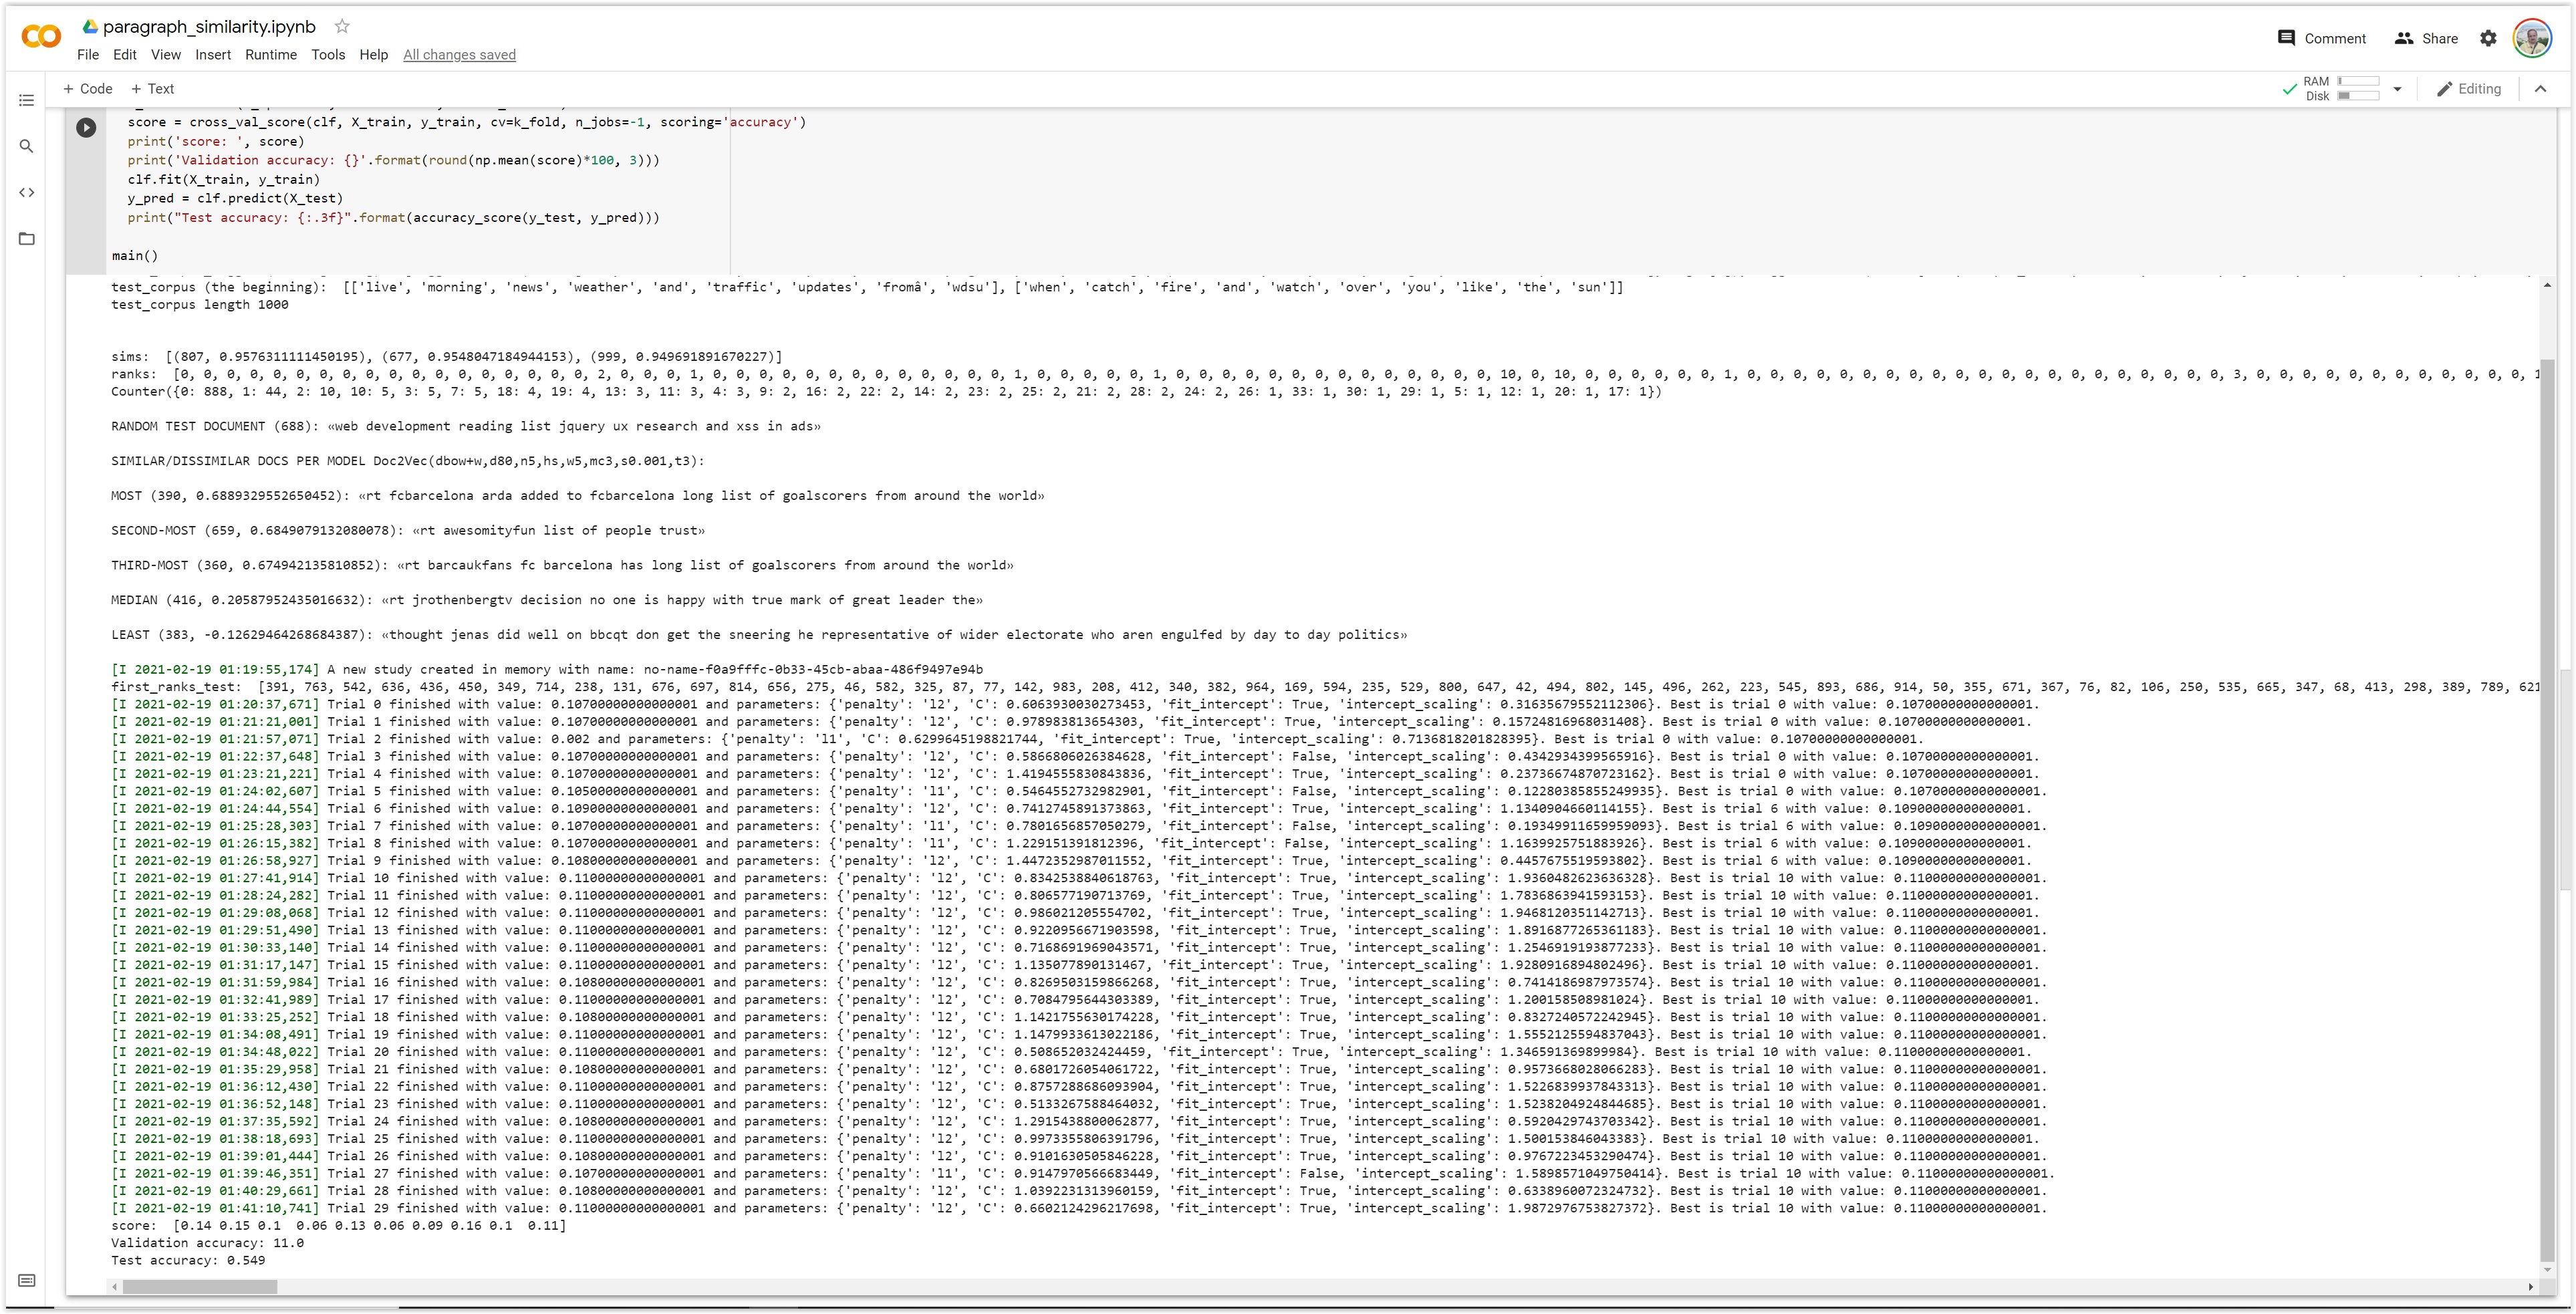 paragraph_similarity.ipynb
File Edit View Insert Runtime Tools Help All changes saved
Comment Share
+ Code + Text
RAM
Disk
Editing
score = cross_val_score(clf, X_train, y_train, cv=k_fold, n_jobs=-1, scoring='accuracy')
print('score: ', score)
print('Validation accuracy: {}'.format(round(np.mean(score)*100, 3)))
clf.fit(X_train, y_train)
y_pred = clf.predict(X_test)
print("Test accuracy: {:.3f}".format(accuracy_score(y_test, y_pred)))
main()
test_corpus (the beginning):  [['live', 'morning', 'news', 'weather', 'and', 'traffic', 'updates', 'fromâ', 'wdsu'], ['when', 'catch', 'fire', 'and', 'watch', 'over', 'you', 'like', 'the', 'sun']]
test_corpus length 1000
sims:  [(807, 0.9576311111450195), (677, 0.9548047184944153), (999, 0.949691891670227)]
ranks:  [0, 0, 0, 0, 0, 0, 0, 0, 0, 0, 0, 0, 0, 0, 0, 0, 0, 0, 2, 0, 0, 0, 1, 0, 0, 0, 0, 0, 0, 0, 0, 0, 0, 0, 0, 0, 1, 0, 0, 0, 0, 0, 1, 0, 0, 0, 0, 0, 0, 0, 0, 0, 0, 0, 0, 0, 0, 10, 0, 10, 0, 0, 0, 0, 0, 0, 1, 0, 0, 0, 0, 0, 0, 0, 0, 0, 0, 0, 0, 0, 0, 0, 0, 0, 0, 0, 0, 0, 3, 0, 0, 0, 0, 0, 0, 0, 0, 0, 0, 0, 0, 1
Counter({0: 888, 1: 44, 2: 10, 10: 5, 3: 5, 7: 5, 18: 4, 19: 4, 13: 3, 11: 3, 4: 3, 9: 2, 16: 2, 22: 2, 14: 2, 23: 2, 25: 2, 21: 2, 28: 2, 24: 2, 26: 1, 33: 1, 30: 1, 29: 1, 5: 1, 12: 1, 20: 1, 17: 1})
RANDOM TEST DOCUMENT (688): «web development reading list jquery ux research and xss in ads»
SIMILAR/DISSIMILAR DOCS PER MODEL Doc2Vec(dbow+w,d80,n5,hs,w5,mc3,s0.001,t3):
MOST (390, 0.6889329552650452): «rt fcbarcelona arda added to fcbarcelona long list of goalscorers from around the world»
SECOND-MOST (659, 0.6849079132080078): «rt awesomityfun list of people trust»
THIRD-MOST (360, 0.674942135810852): «rt barcaukfans fc barcelona has long list of goalscorers from around the world»
MEDIAN (416, 0.20587952435016632): «rt jrothenbergtv decision no one is happy with true mark of great leader the»
LEAST (383, -0.12629464268684387): «thought jenas did well on bbcqt don get the sneering he representative of wider electorate who aren engulfed by day to day politics»
[I 2021-02-19 01:19:55,174] A new study created in memory with name: no-name-f0a9fffc-0b33-45cb-abaa-486f9497e94b
first_ranks_test:  [391, 763, 542, 636, 436, 450, 349, 714, 238, 131, 676, 697, 814, 656, 275, 46, 582, 325, 87, 77, 142, 983, 208, 412, 340, 382, 964, 169, 594, 235, 529, 800, 647, 42, 494, 802, 145, 496, 262, 223, 545, 893, 686, 914, 50, 355, 671, 367, 76, 82, 106, 250, 535, 665, 347, 68, 413, 298, 389, 789, 621
[I 2021-02-19 01:20:37,671] Trial 0 finished with value: 0.10700000000000001 and parameters: {'penalty': 'l2', 'C': 0.6063930030273453, 'fit_intercept': True, 'intercept_scaling': 0.31635679552112306}. Best is trial 0 with value: 0.10700000000000001.
[I 2021-02-19 01:21:21,001] Trial 1 finished with value: 0.10700000000000001 and parameters: {'penalty': 'l2', 'C': 0.978983813654303, 'fit_intercept': True, 'intercept_scaling': 0.15724816968031408}. Best is trial 0 with value: 0.10700000000000001.
[I 2021-02-19 01:21:57,071] Trial 2 finished with value: 0.002 and parameters: {'penalty': 'l1', 'C': 0.6299645198821744, 'fit_intercept': True, 'intercept_scaling': 0.7136818201828395}. Best is trial 0 with value: 0.10700000000000001.
[I 2021-02-19 01:22:37,648] Trial 3 finished with value: 0.10700000000000001 and parameters: {'penalty': 'l2', 'C': 0.5866806026384628, 'fit_intercept': False, 'intercept_scaling': 0.4342934399565916}. Best is trial 0 with value: 0.10700000000000001.
[I 2021-02-19 01:23:21,221] Trial 4 finished with value: 0.10700000000000001 and parameters: {'penalty': 'l2', 'C': 1.4194555830843836, 'fit_intercept': True, 'intercept_scaling': 0.23736674870723162}. Best is trial 0 with value: 0.10700000000000001.
[I 2021-02-19 01:24:02,607] Trial 5 finished with value: 0.10500000000000001 and parameters: {'penalty': 'l1', 'C': 0.5464552732982901, 'fit_intercept': False, 'intercept_scaling': 0.12280385855249935}. Best is trial 0 with value: 0.10700000000000001.
[I 2021-02-19 01:24:44,554] Trial 6 finished with value: 0.10900000000000001 and parameters: {'penalty': 'l2', 'C': 0.7412745891373863, 'fit_intercept': True, 'intercept_scaling': 1.1340904660114155}. Best is trial 6 with value: 0.10900000000000001.
[I 2021-02-19 01:25:28,303] Trial 7 finished with value: 0.10700000000000001 and parameters: {'penalty': 'l1', 'C': 0.7801656857050279, 'fit_intercept': False, 'intercept_scaling': 0.19349911659959093}. Best is trial 6 with value: 0.10900000000000001.
[I 2021-02-19 01:26:15,382] Trial 8 finished with value: 0.10700000000000001 and parameters: {'penalty': 'l1', 'C': 1.229151391812396, 'fit_intercept': False, 'intercept_scaling': 1.1639925751883926}. Best is trial 6 with value: 0.10900000000000001.
[I 2021-02-19 01:26:58,927] Trial 9 finished with value: 0.10800000000000001 and parameters: {'penalty': 'l2', 'C': 1.4472352987011552, 'fit_intercept': True, 'intercept_scaling': 0.4457675519593802}. Best is trial 6 with value: 0.10900000000000001.
[I 2021-02-19 01:27:41,914] Trial 10 finished with value: 0.11000000000000001 and parameters: {'penalty': 'l2', 'C': 0.8342538840618763, 'fit_intercept': True, 'intercept_scaling': 1.9360482623636328}. Best is trial 10 with value: 0.11000000000000001.
[I 2021-02-19 01:28:24,282] Trial 11 finished with value: 0.11000000000000001 and parameters: {'penalty': 'l2', 'C': 0.806577190713769, 'fit_intercept': True, 'intercept_scaling': 1.783686394159​3153}. Best is trial 10 with value: 0.11000000000000001.
[I 2021-02-19 01:29:08,068] Trial 12 finished with value: 0.11000000000000001 and parameters: {'penalty': 'l2', 'C': 0.986021205554702, 'fit_intercept': True, 'intercept_scaling': 1.9468120351142713}. Best is trial 10 with value: 0.11000000000000001.
[I 2021-02-19 01:29:51,490] Trial 13 finished with value: 0.11000000000000001 and parameters: {'penalty': 'l2', 'C': 0.9220956671903598, 'fit_intercept': True, 'intercept_scaling': 1.8916877265361183}. Best is trial 10 with value: 0.11000000000000001.
[I 2021-02-19 01:30:33,140] Trial 14 finished with value: 0.11000000000000001 and parameters: {'penalty': 'l2', 'C': 0.7168691969043571, 'fit_intercept': True, 'intercept_scaling': 1.2546919193877233}. Best is trial 10 with value: 0.11000000000000001.
[I 2021-02-19 01:31:17,147] Trial 15 finished with value: 0.11000000000000001 and parameters: {'penalty': 'l2', 'C': 1.135077890131467, 'fit_intercept': True, 'intercept_scaling': 1.9280916894802496}. Best is trial 10 with value: 0.11000000000000001.
[I 2021-02-19 01:31:59,984] Trial 16 finished with value: 0.10800000000000001 and parameters: {'penalty': 'l2', 'C': 0.8269503159866268, 'fit_intercept': True, 'intercept_scaling': 0.7414186987973574}. Best is trial 10 with value: 0.11000000000000001.
[I 2021-02-19 01:32:41,989] Trial 17 finished with value: 0.11000000000000001 and parameters: {'penalty': 'l2', 'C': 0.7084795644303389, 'fit_intercept': True, 'intercept_scaling': 1.200158508981024}. Best is trial 10 with value: 0.11000000000000001.
[I 2021-02-19 01:33:25,252] Trial 18 finished with value: 0.10800000000000001 and parameters: {'penalty': 'l2', 'C': 1.1421755630174228, 'fit_intercept': True, 'intercept_scaling': 0.8327240572242945}. Best is trial 10 with value: 0.11000000000000001.
[I 2021-02-19 01:34:08,491] Trial 19 finished with value: 0.11000000000000001 and parameters: {'penalty': 'l2', 'C': 1.1479933613022186, 'fit_intercept': True, 'intercept_scaling': 1.5552125594837043}. Best is trial 10 with value: 0.11000000000000001.
[I 2021-02-19 01:34:48,022] Trial 20 finished with value: 0.11000000000000001 and parameters: {'penalty': 'l2', 'C': 0.508652032424459, 'fit_intercept': True, 'intercept_scaling': 1.346591369899984}. Best is trial 10 with value: 0.11000000000000001.
[I 2021-02-19 01:35:29,958] Trial 21 finished with value: 0.10800000000000001 and parameters: {'penalty': 'l2', 'C': 0.6801726054061722, 'fit_intercept': True, 'intercept_scaling': 0.9573668028066283}. Best is trial 10 with value: 0.11000000000000001.
[I 2021-02-19 01:36:12,430] Trial 22 finished with value: 0.11000000000000001 and parameters: {'penalty': 'l2', 'C': 0.8757288686093904, 'fit_intercept': True, 'intercept_scaling': 1.5226839937843313}. Best is trial 10 with value: 0.11000000000000001.
[I 2021-02-19 01:36:52,148] Trial 23 finished with value: 0.11000000000000001 and parameters: {'penalty': 'l2', 'C': 0.5133267588464032, 'fit_intercept': True, 'intercept_scaling': 1.5238204924844685}. Best is trial 10 with value: 0.11000000000000001.
[I 2021-02-19 01:37:35,592] Trial 24 finished with value: 0.10800000000000001 and parameters: {'penalty': 'l2', 'C': 1.2915438800062877, 'fit_intercept': True, 'intercept_scaling': 0.5920429743703342}. Best is trial 10 with value: 0.11000000000000001.
[I 2021-02-19 01:38:18,693] Trial 25 finished with value: 0.11000000000000001 and parameters: {'penalty': 'l2', 'C': 0.9973355806391796, 'fit_intercept': True, 'intercept_scaling': 1.500153846043383}. Best is trial 10 with value: 0.11000000000000001.
[I 2021-02-19 01:39:01,444] Trial 26 finished with value: 0.10800000000000001 and parameters: {'penalty': 'l2', 'C': 0.9101630505846228, 'fit_intercept': True, 'intercept_scaling': 0.9767223453290474}. Best is trial 10 with value: 0.11000000000000001.
[I 2021-02-19 01:39:46,351] Trial 27 finished with value: 0.10700000000000001 and parameters: {'penalty': 'l1', 'C': 0.9147970566683449, 'fit_intercept': False, 'intercept_scaling': 1.5898571049750414}. Best is trial 10 with value: 0.11000000000000001.
[I 2021-02-19 01:40:29,661] Trial 28 finished with value: 0.10800000000000001 and parameters: {'penalty': 'l2', 'C': 1.0392231313960159, 'fit_intercept': True, 'intercept_scaling': 0.6338960072324732}. Best is trial 10 with value: 0.11000000000000001.
[I 2021-02-19 01:41:10,741] Trial 29 finished with value: 0.11000000000000001 and parameters: {'penalty': 'l2', 'C': 0.6602124296217698, 'fit_intercept': True, 'intercept_scaling': 1.9872976753827372}. Best is trial 10 with value: 0.11000000000000001.
score:  [0.14 0.15 0.1  0.06 0.13 0.06 0.09 0.16 0.1  0.11]
Validation accuracy: 11.0
Test accuracy: 0.549